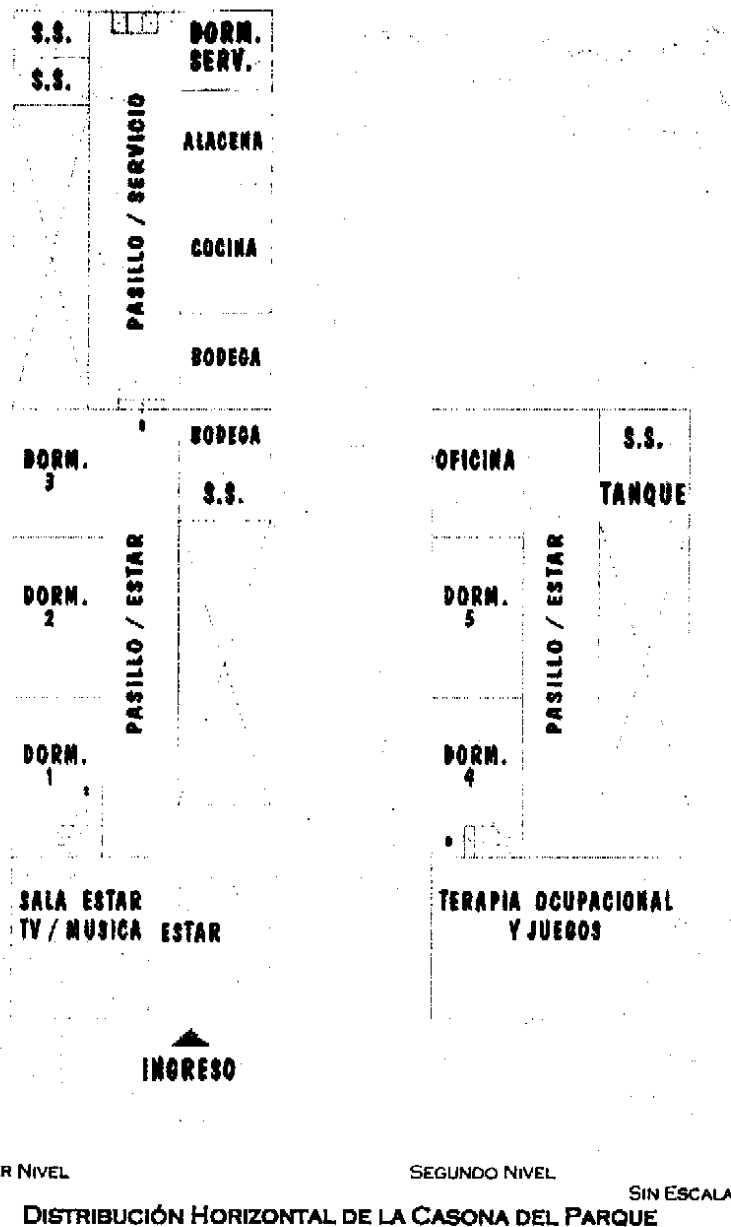 S.S.
DORM.
SERV.
S.S.
PASILLO / SERVICIO
ALACENA
COCINA
BODEGA
BODEGA
DORM.
3
S.S.
PASILLO / ESTAR
DORM.
2
DORM.
1
SALA ESTAR
TV / MUSICA ESTAR
INGRESO
OFICINA
S.S.
TANQUE
PASILLO / ESTAR
DORM.
5
DORM.
4
TERAPIA OCUPACIONAL
Y JUEGOS
R NIVEL
SEGUNDO NIVEL
SIN ESCALA
DISTRIBUCIÓN HORIZONTAL DE LA CASONA DEL PARQUE